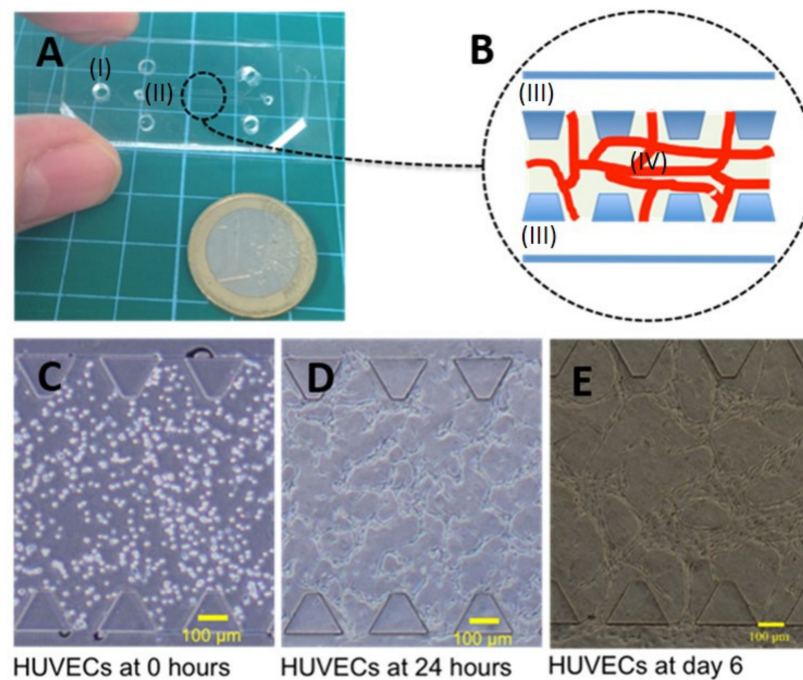 A
(I)
(II)
B
(III)
(IV)
(III)
C
D
E
100 µm
100 µm
100 µm
HUVECs at 0 hours
HUVECs at 24 hours
HUVECs at day 6